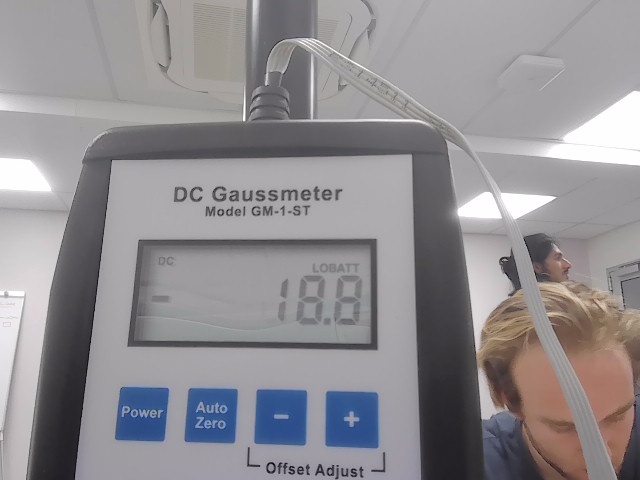 DC Gaussmeter
Model GM-1-ST
DC
LOBATT
- 18.8
Power
Auto
Zero
-
+
Offset Adjust